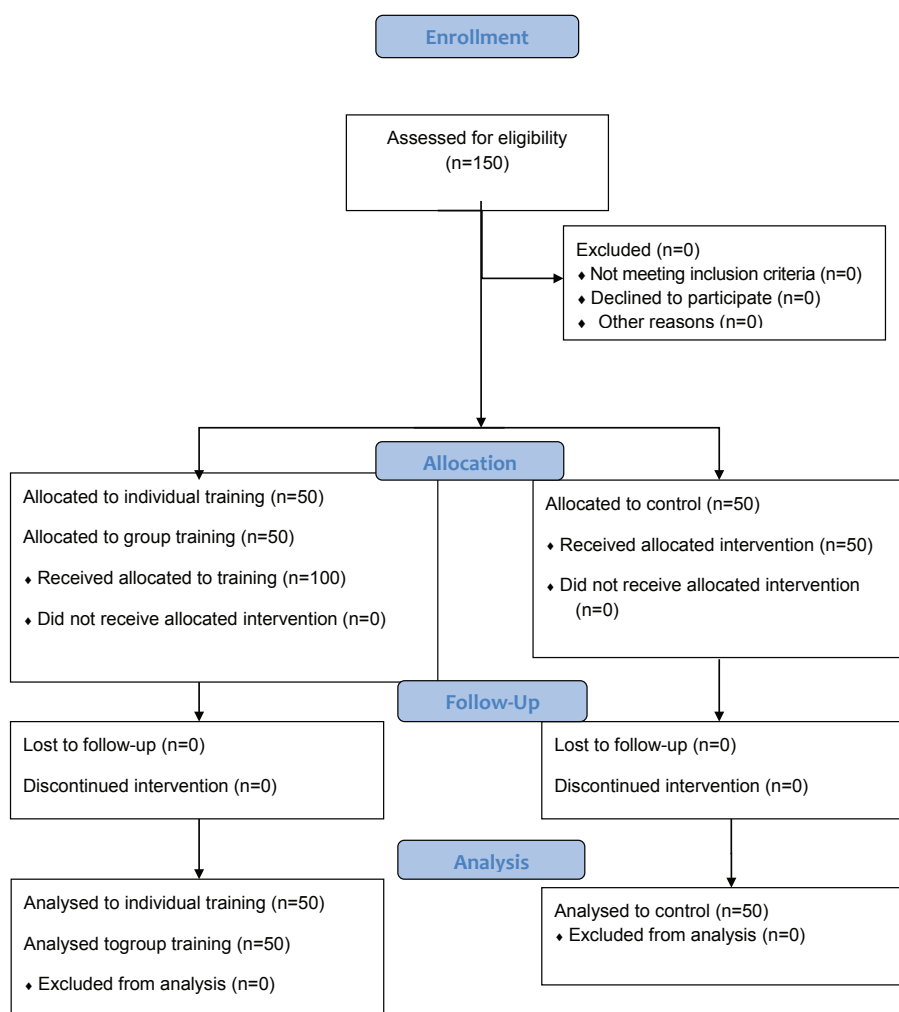 Enrollment
Assessed for eligibility
(n=150)
Excluded (n=0)
♦ Not meeting inclusion criteria (n=0)
♦ Declined to participate (n=0)
♦ Other reasons (n=0)
Allocation
Allocated to individual training (n=50)
Allocated to group training (n=50)
♦ Received allocated to training (n=100)
♦ Did not receive allocated intervention (n=0)
Allocated to control (n=50)
♦ Received allocated intervention (n=50)
♦ Did not receive allocated intervention
(n=0)
Follow-Up
Lost to follow-up (n=0)
Discontinued intervention (n=0)
Lost to follow-up (n=0)
Discontinued intervention (n=0)
Analysis
Analysed to individual training (n=50)
Analysed togroup training (n=50)
♦ Excluded from analysis (n=0)
Analysed to control (n=50)
♦ Excluded from analysis (n=0)